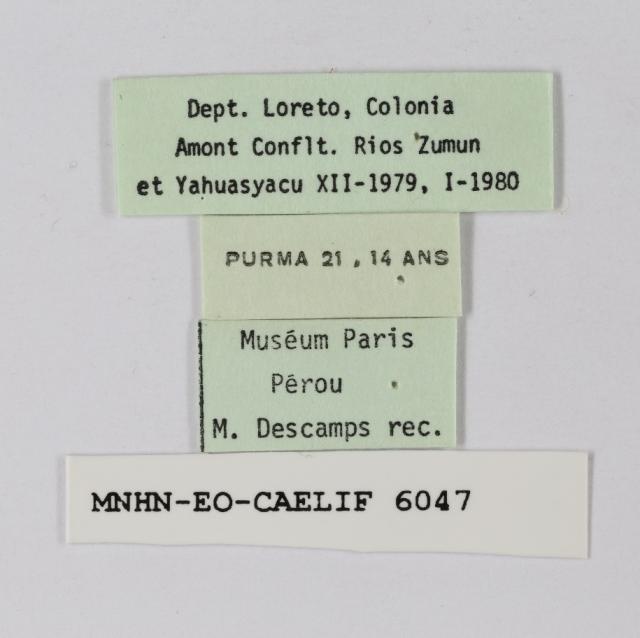 Dept. Loreto, Colonia
Amont Conflt. Rios Zumun
et Yahuasyacu XII-1979, I-1980
PURMA 21, 14 ANS
Muséum Paris
Pérou
M. Descamps rec.
MNHN-EO-CAELIF 6047